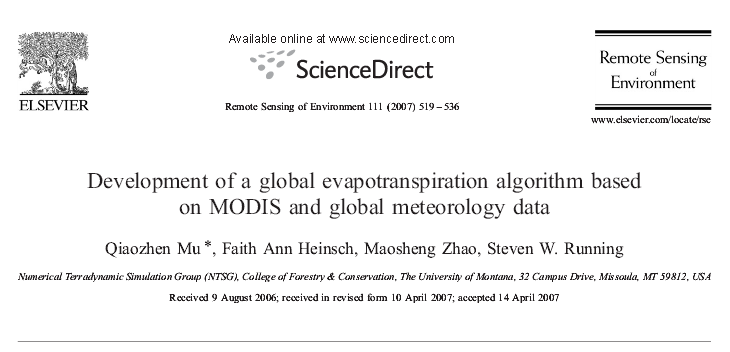 Available online at www.sciencedirect.com
ScienceDirect
ELSEVIER
Remote Sensing of Environment 111 (2007) 519–536
Remote Sensing
of
Environment
www.elsevier.com/locate/rse
Development of a global evapotranspiration algorithm based
on MODIS and global meteorology data
Qiaozhen Mu *, Faith Ann Heinsch, Maosheng Zhao, Steven W. Running
Numerical Terradynamic Simulation Group (NTSG), College of Forestry & Conservation, The University of Montana, 32 Campus Drive, Missoula, MT 59812, USA
Received 9 August 2006; received in revised form 10 April 2007; accepted 14 April 2007